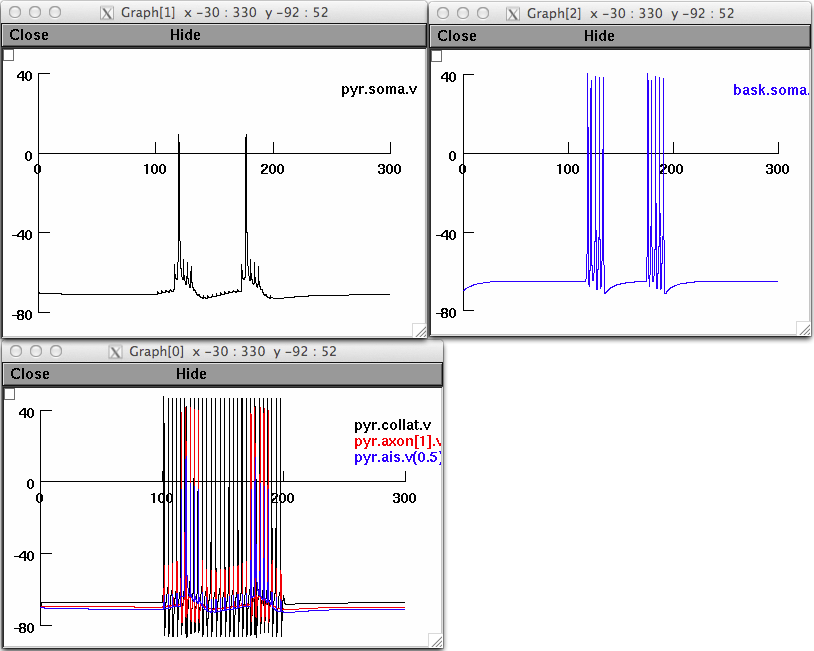 Graph[1] x -30 : 330 y -92 : 52
Close Hide
40
pyr.soma.v
0
0 100 200 300
-40
-80
Graph[2] x -30 : 330 y -92 : 52
Close Hide
40
bask.soma.
0
0 100 200 300
-40
-80
Graph[0] x -30 : 330 y -92 : 52
Close Hide
40
pyr.collat.v
pyr.axon[1].v
pyr.ais.v(0.5)
0
0 100 200 300
-40
-80